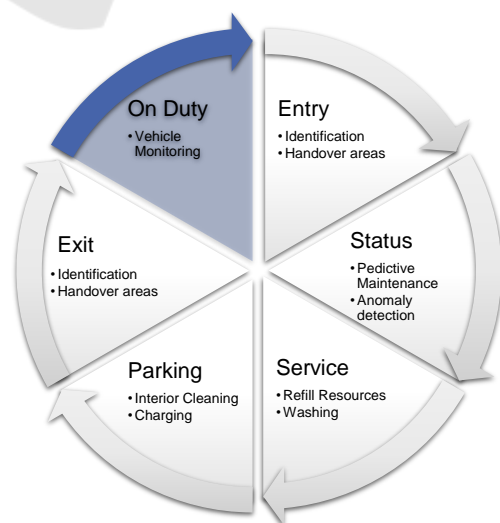 On Duty
• Vehicle
Monitoring
Entry
• Identification
• Handover areas
Status
• Pedictive
Maintenance
• Anomaly
detection
Service
• Refill Resources
• Washing
Parking
• Interior Cleaning
• Charging
Exit
• Identification
• Handover areas